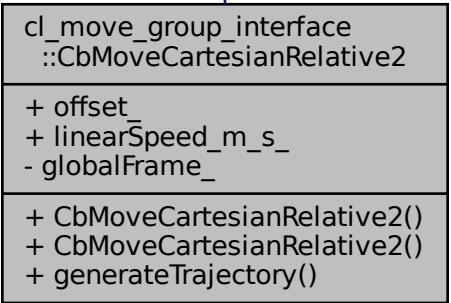 cl_move_group_interface
::CbMoveCartesianRelative2
+ offset_
+ linearSpeed_m_s_
- globalFrame_
+ CbMoveCartesianRelative2()
+ CbMoveCartesianRelative2()
+ generateTrajectory()